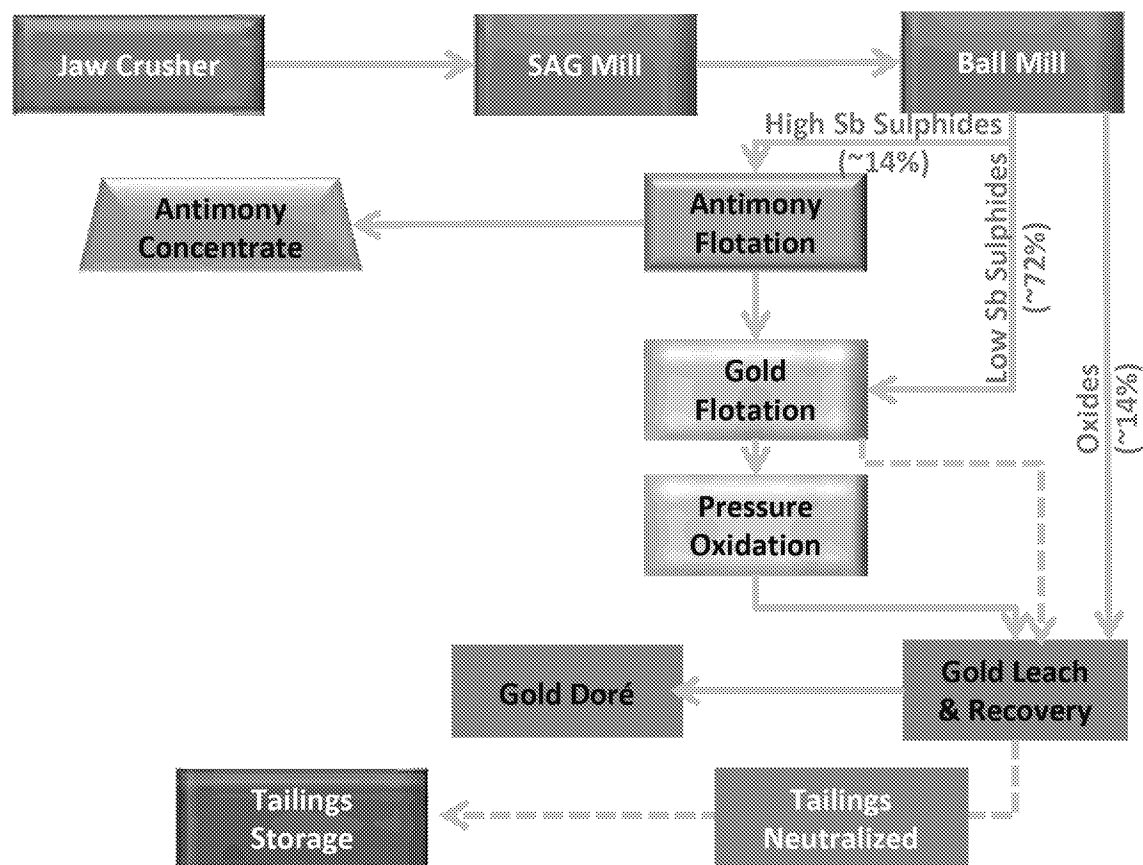 Jaw Crusher
SAG Mill
Ball Mill
High Sb Sulphides
(~14%)
Low Sb Sulphides
(~72%)
Oxides
(~14%)
Antimony
Concentrate
Antimony
Flotation
Gold
Flotation
Pressure
Oxidation
Gold Doré
Gold Leach
& Recovery
Tailings
Storage
Tailings
Neutralized